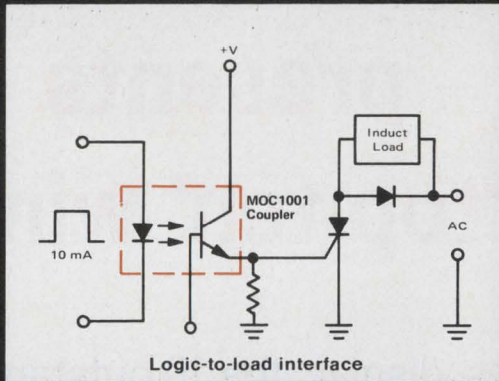 +V
Induct
Load
MOC1001
Coupler
AC
10 mA
Logic-to-load interface